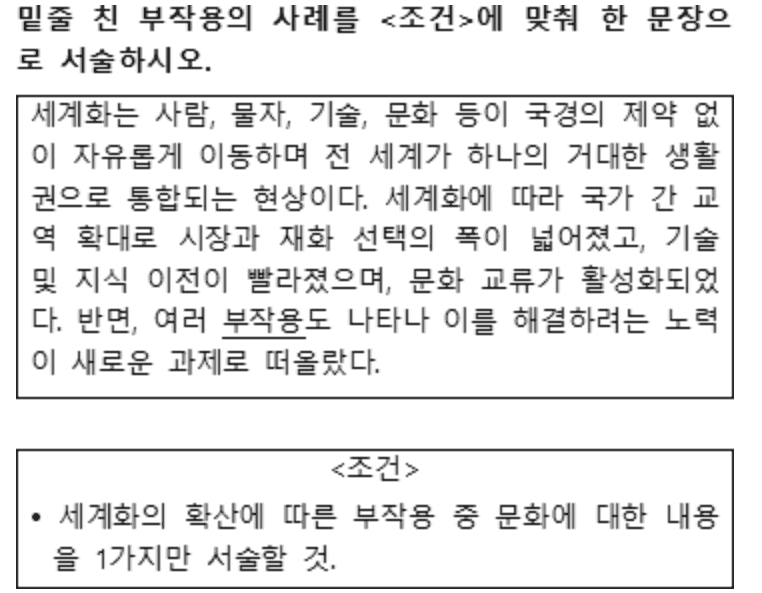 밑줄 친 부작용의 사례를 <조건>에 맞춰 한 문장으
로 서술하시오.
세계화는 사람, 물자, 기술, 문화 등이 국경의 제약 없
이 자유롭게 이동하며 전 세계가 하나의 거대한 생활
권으로 통합되는 현상이다. 세계화에 따라 국가 간 교
역 확대로 시장과 재화 선택의 폭이 넓어졌고, 기술
및 지식 이전이 빨라졌으며, 문화 교류가 활성화되었
다. 반면, 여러 부작용도 나타나 이를 해결하려는 노력
이 새로운 과제로 떠올랐다.
<조건>
• 세계화의 확산에 따른 부작용 중 문화에 대한 내용
을 1가지만 서술할 것.